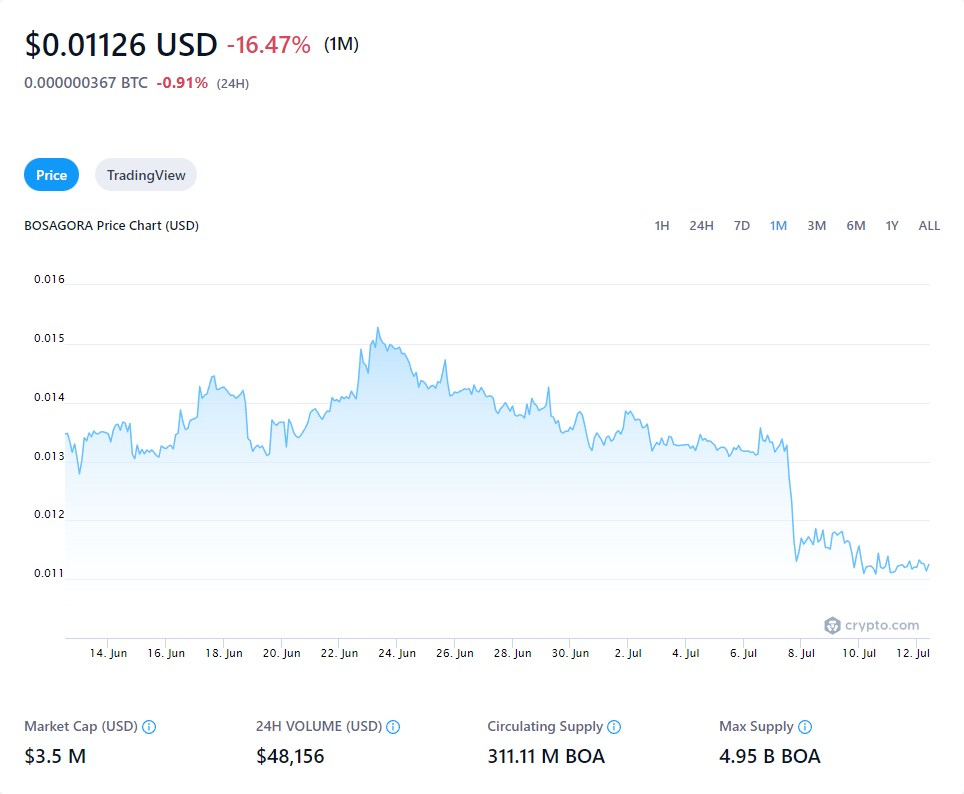 $0.01126 USD -16.47% (1M)
0.000000367 BTC -0.91% (24H)
Price TradingView
BOSAGORA Price Chart (USD) 1H 24H 7D 1M 3M 6M 1Y ALL
0.016
0.015
0.014
0.013
0.012
0.011
crypto.com
14. Jun 16. Jun 18. Jun 20. Jun 22. Jun 24. Jun 26. Jun 28. Jun 30. Jun 2. Jul 4. Jul 6. Jul 8. Jul 10. Jul 12. Jul
Market Cap (USD) 24H VOLUME (USD) Circulating Supply Max Supply
$3.5 M $48,156 311.11 M BOA 4.95 B BOA